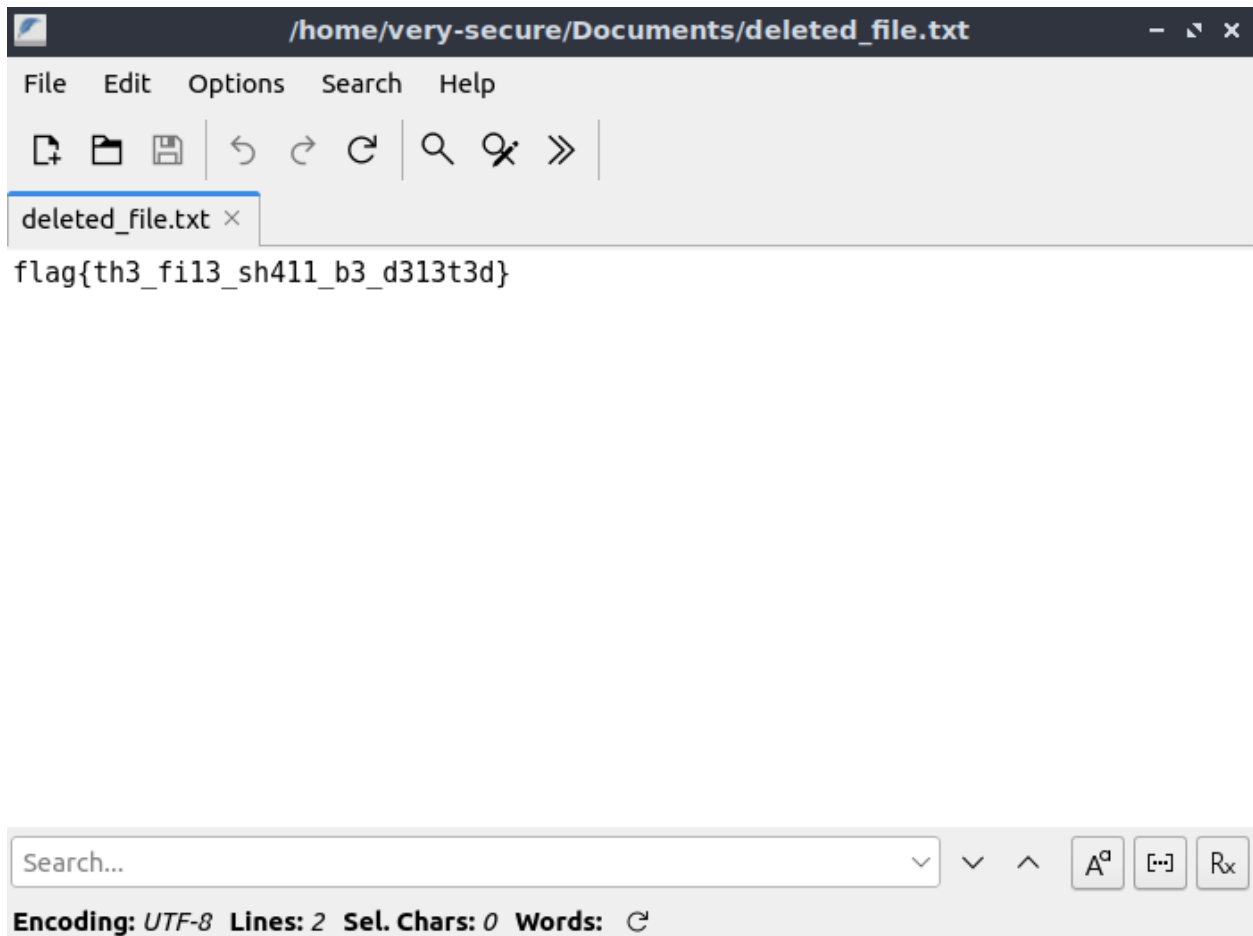 /home/very-secure/Documents/deleted_file.txt
File Edit Options Search Help
deleted_file.txt
flag{th3_fi13_sh411_b3_d313t3d}
Search...
Encoding: UTF-8 Lines: 2 Sel. Chars: 0 Words: